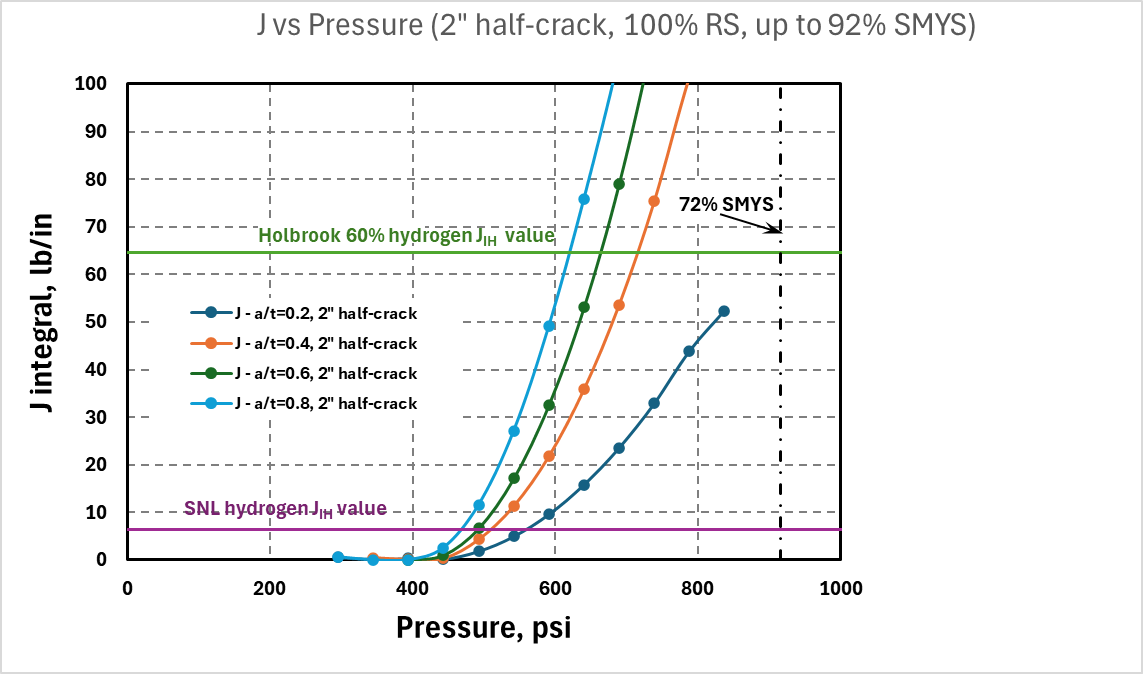 J vs Pressure (2" half-crack, 100% RS, up to 92% SMYS)
100
90
80
70
60
50
40
30
20
10
0
J integral, lb/in
72% SMYS
Holbrook 60% hydrogen JIH value
J - a/t=0.2, 2" half-crack
J - a/t=0.4, 2" half-crack
J - a/t=0.6, 2" half-crack
J - a/t=0.8, 2" half-crack
SNL hydrogen JIH value
0 200 400 600 800 1000
Pressure, psi